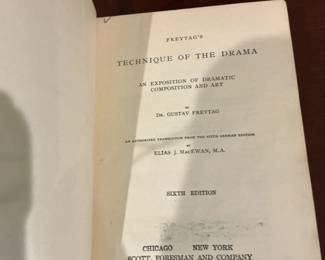 FREYTAG'S
TECHNIQUE OF THE DRAMA
AN EXPOSITION OF DRAMATIC
COMPOSITION AND ART
BY
DR. GUSTAV FREYTAG
AN AUTHORIZED TRANSLATION FROM THE SIXTH GERMAN EDITION
BY
ELIAS J. MACEWAN, M.A.
SIXTH EDITION
CHICAGO NEW YORK
SCOTT, FORESMAN AND COMPANY